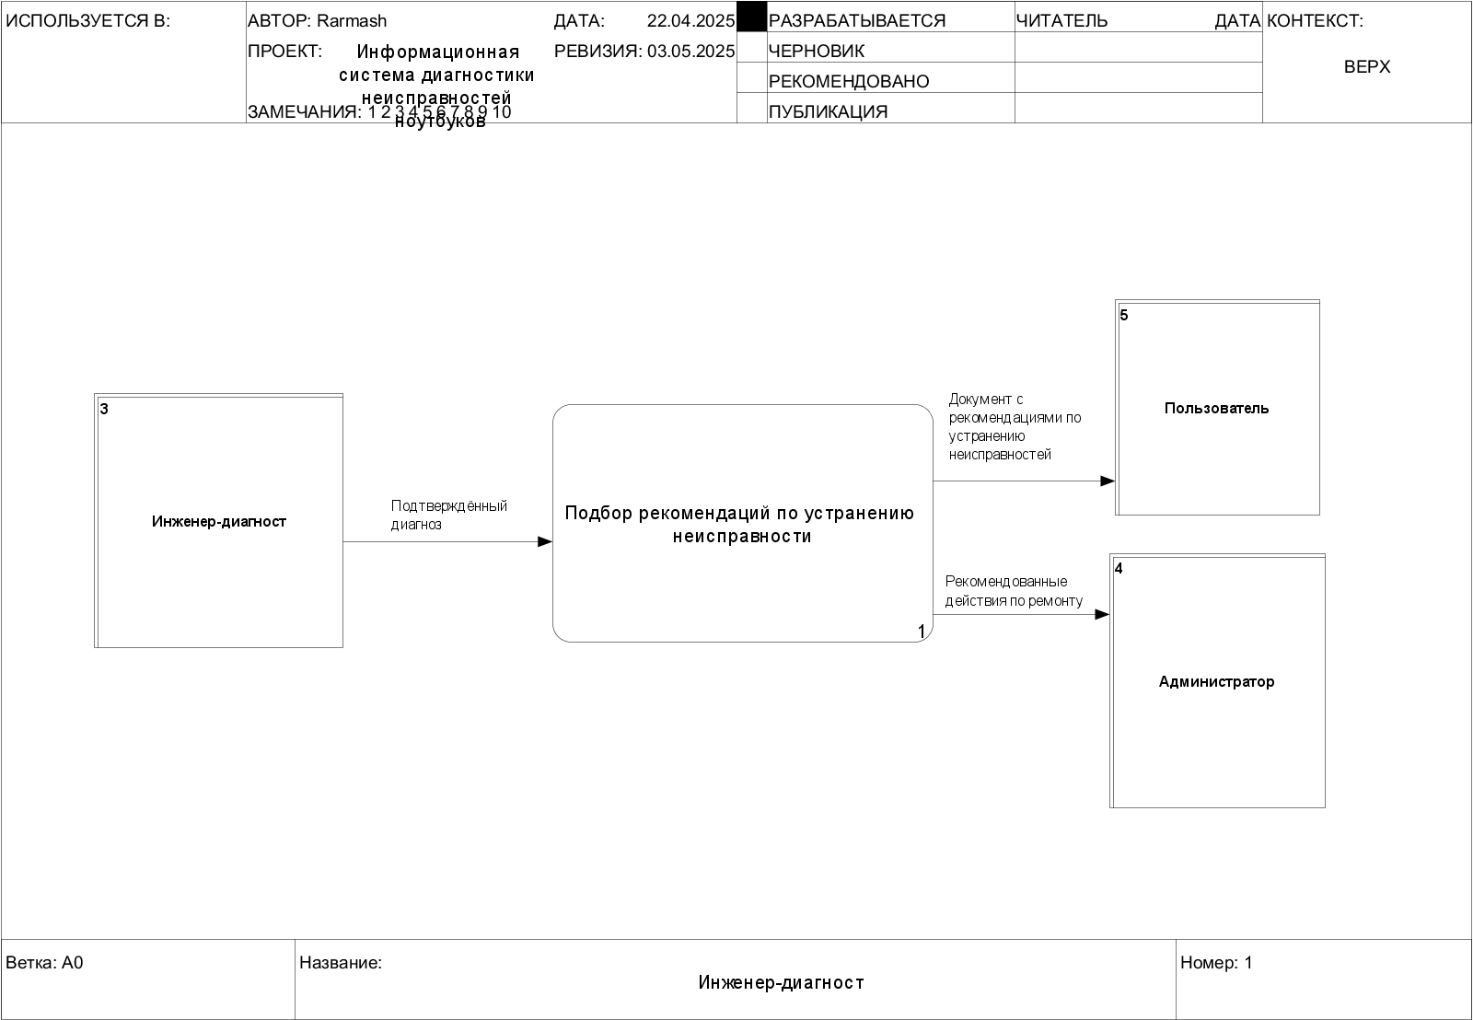 ИСПОЛЬЗУЕТСЯ В:
АВТОР: Rarmash
ДАТА: 22.04.2025
ПРОЕКТ: Информационная
система диагностики
неисправностей
ноутбуков
РЕВИЗИЯ: 03.05.2025
ЗАМЕЧАНИЯ: 1 2 3 4 5 6 7 8 9 10
РАЗРАБАТЫВАЕТСЯ
ЧЕРНОВИК
РЕКОМЕНДОВАНО
ПУБЛИКАЦИЯ
ЧИТАТЕЛЬ ДАТА
КОНТЕКСТ:
ВЕРХ
3
Инженер-диагност
Подтверждённый
диагноз
Подбор рекомендаций по устранению
неисправности
1
Документ с
рекомендациями по
устранению
неисправностей
5
Пользователь
Рекомендованные
действия по ремонту
4
Администратор
Ветка: A0
Название:
Инженер-диагност
Номер: 1